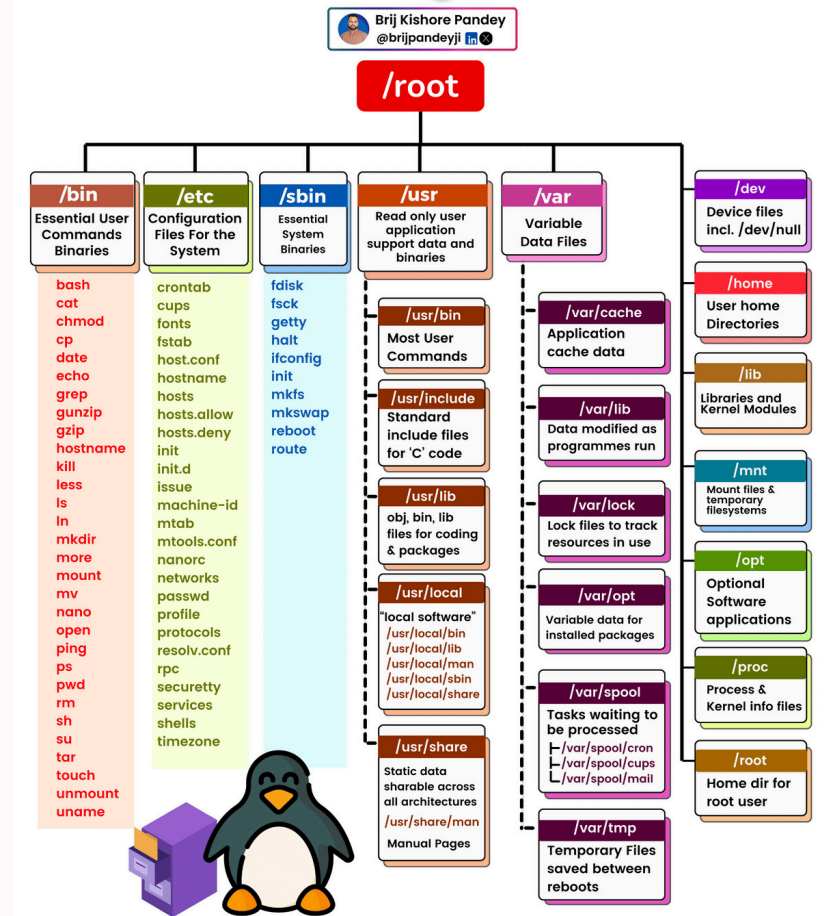 Brij Kishore Pandey
@brijpandeyji in X
/root
/bin
Essential User
Commands
Binaries
bash
cat
chmod
cp
date
echo
grep
gunzip
gzip
hostname
kill
less
ls
ln
mkdir
more
mount
mv
nano
open
ping
ps
pwd
rm
sh
su
tar
touch
unmount
uname
/etc
Configuration
Files For the
System
crontab
cups
fonts
fstab
host.conf
hostname
hosts
hosts.allow
hosts.deny
init
init.d
issue
machine-id
mtab
mtools.conf
nanorc
networks
passwd
profile
protocols
resolv.conf
rpc
securetty
services
shells
timezone
/sbin
Essential
System
Binaries
fdisk
fsck
getty
halt
ifconfig
init
mkfs
mkswap
reboot
route
/usr
Read only user
application
support data and
binaries
/usr/bin
Most User
Commands
/usr/include
Standard
include files
for ‘C’ code
/usr/lib
obj, bin, lib
files for coding
& packages
/usr/local
“local software”
/usr/local/bin
/usr/local/lib
/usr/local/man
/usr/local/sbin
/usr/local/share
/usr/share
Static data
sharable across
all architectures
/usr/share/man
Manual Pages
/var
Variable
Data Files
/var/cache
Application
cache data
/var/lib
Data modified as
programmes run
/var/lock
Lock files to track
resources in use
/var/opt
Variable data for
installed packages
/var/spool
Tasks waiting to
be processed
/var/spool/cron
/var/spool/cups
/var/spool/mail
/var/tmp
Temporary Files
saved between
reboots
/dev
Device files
incl. /dev/null
/home
User home
Directories
/lib
Libraries and
Kernel Modules
/mnt
Mount files &
temporary
filesystems
/opt
Optional
Software
applications
/proc
Process &
Kernel info files
/root
Home dir for
root user